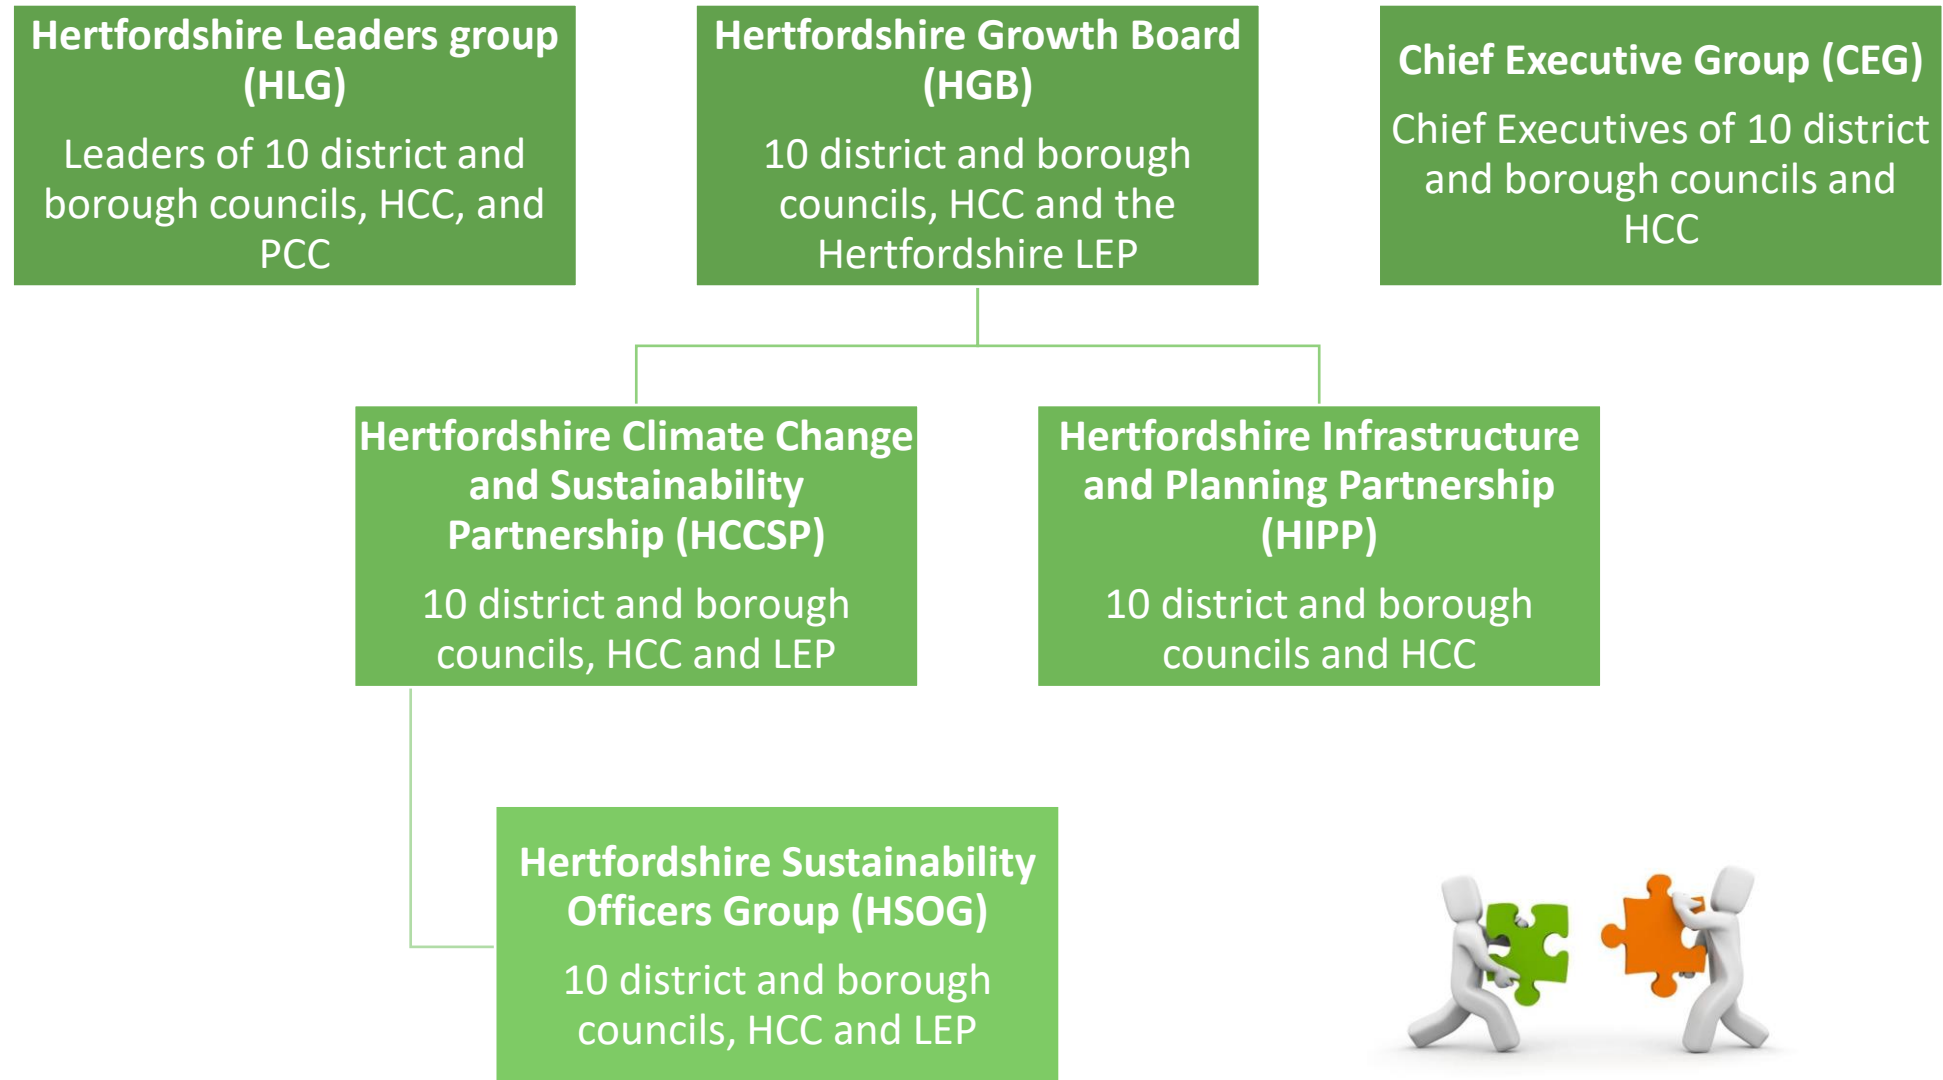 Hertfordshire Leaders group
(HLG)
Leaders of 10 district and
borough councils, HCC, and
PCC
Hertfordshire Growth Board
(HGB)
10 district and borough
councils, HCC and the
Hertfordshire LEP
Chief Executive Group (CEG)
Chief Executives of 10 district
and borough councils and
HCC
Hertfordshire Climate Change
and Sustainability
Partnership (HCCSP)
10 district and borough
councils, HCC and LEP
Hertfordshire Infrastructure
and Planning Partnership
(HIPP)
10 district and borough
councils and HCC
Hertfordshire Sustainability
Officers Group (HSOG)
10 district and borough
councils, HCC and LEP